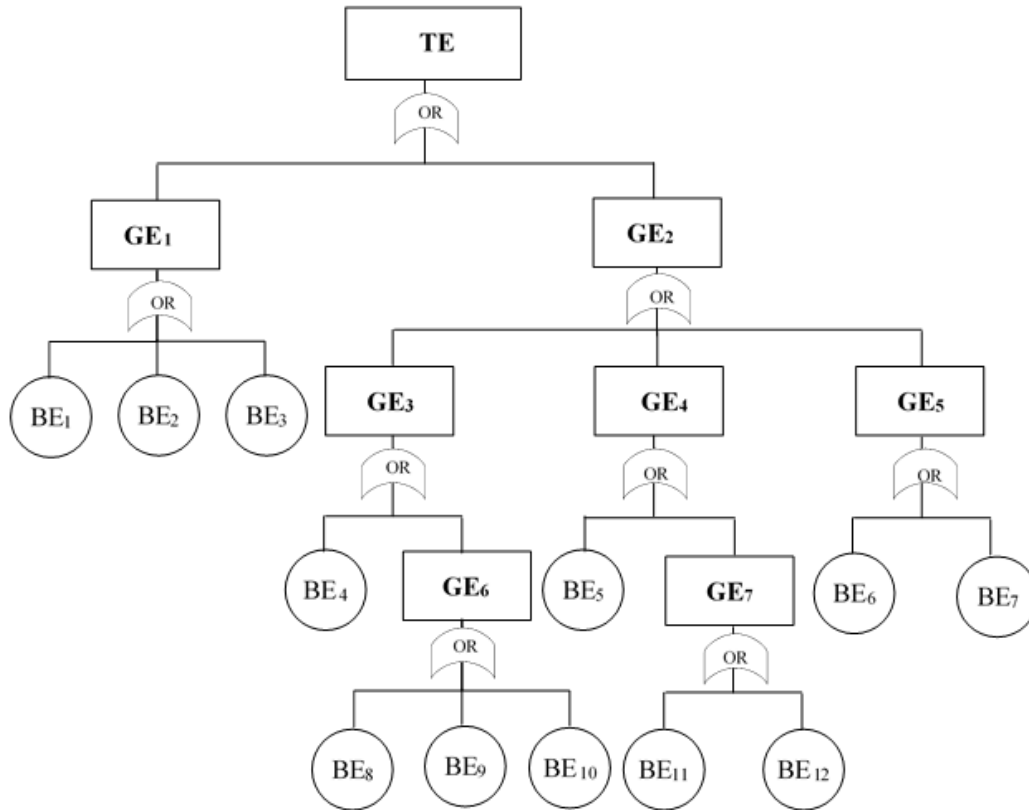 TE
OR
GE₁
GE₂
OR
OR
BE₁ BE₂ BE₃
GE₃
GE₄
GE₅
OR
OR
OR
BE₄
GE₆
BE₅
GE₇
BE₆
BE₇
OR
OR
BE₈ BE₉ BE₁₀ BE₁₁ BE₁₂